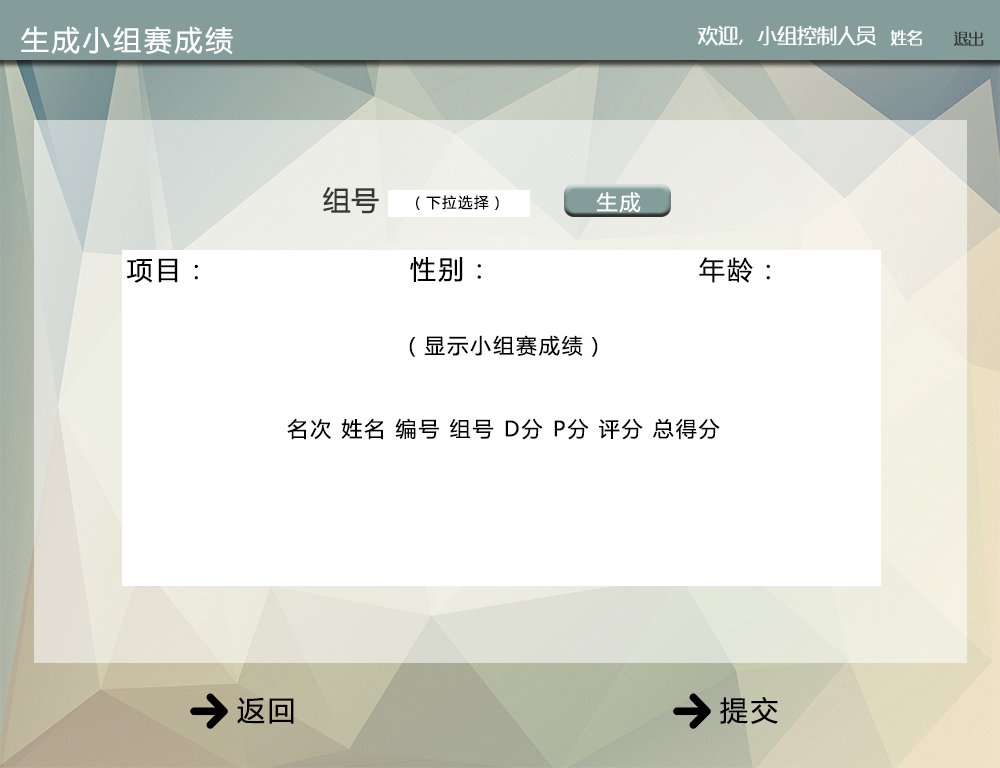 生成小组赛成绩
欢迎，小组控制人员 姓名 退出
组号 （下拉选择） 生成
项目： 性别： 年龄：
（显示小组赛成绩）
名次 姓名 编号 组号 D分 P分 评分 总得分
返回 提交